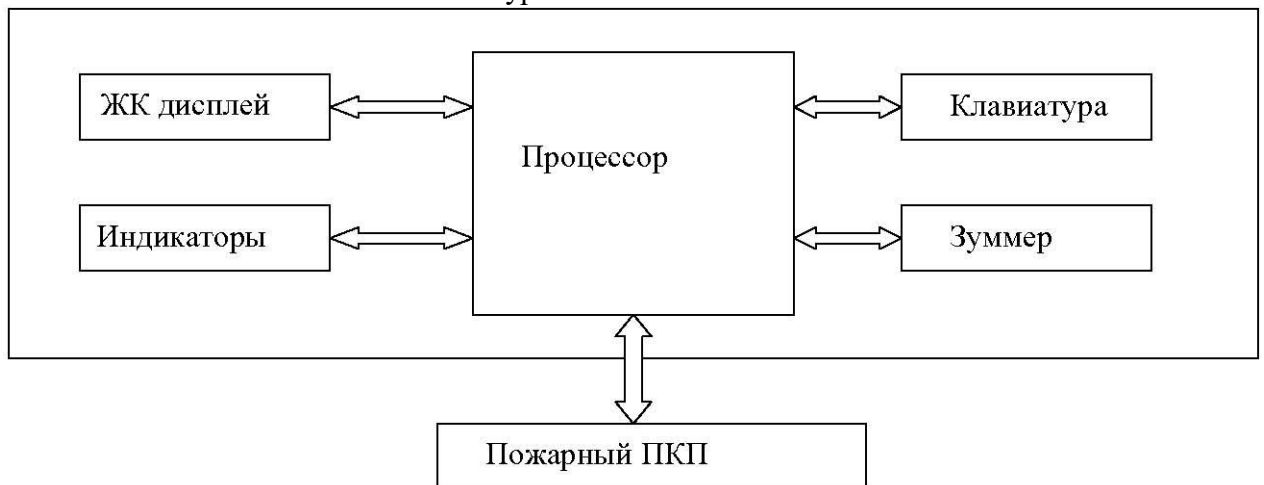 ЖК дисплей
Клавиатура
Процессор
Индикаторы
Зуммер
Пожарный ПКП